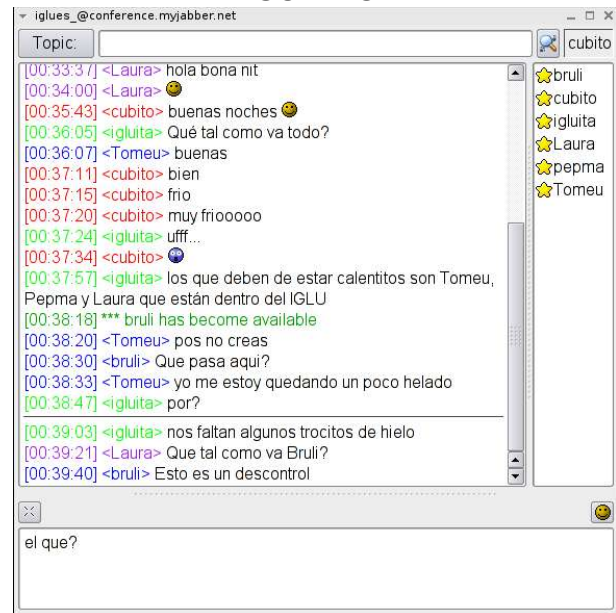 iglues_@conference.myjabber.net
Topic:
cubito
[00:33:37] <Laura> hola bona nit
[00:34:00] <Laura>
[00:35:43] <cubito> buenas noches
[00:36:05] <igluita> Qué tal como va todo?
[00:36:07] <Tomeu> buenas
[00:37:11] <cubito> bien
[00:37:15] <cubito> frio
[00:37:20] <cubito> muy friooooo
[00:37:24] <igluita> ufff...
[00:37:34] <cubito>
[00:37:57] <igluita> los que deben de estar calentitos son Tomeu,
Pepma y Laura que están dentro del IGLU
[00:38:18] *** bruli has become available
[00:38:20] <Tomeu> pos no creas
[00:38:30] <bruli> Que pasa aqui?
[00:38:33] <Tomeu> yo me estoy quedando un poco helado
[00:38:47] <igluita> por?
[00:39:03] <igluita> nos faltan algunos trocitos de hielo
[00:39:21] <Laura> Que tal como va Bruli?
[00:39:40] <bruli> Esto es un descontrol
bruli
cubito
igluita
Laura
pepma
Tomeu
el que?